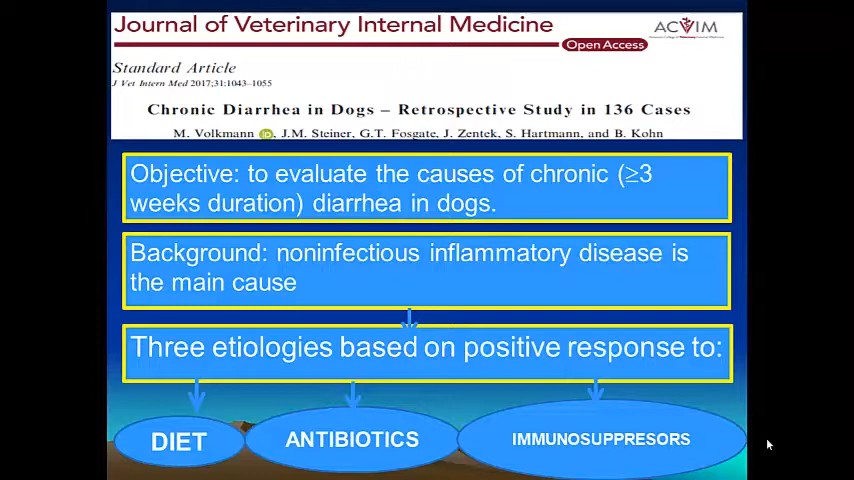 Journal of Veterinary Internal Medicine
Open Access
ACVIM
Standard Article
J Vet Intern Med 2017;31:1043–1055
Chronic Diarrhea in Dogs – Retrospective Study in 136 Cases
M. Volkmann iD, J.M. Steiner, G.T. Fosgate, J. Zentek, S. Hartmann, and B. Kohn
Objective: to evaluate the causes of chronic (≥3
weeks duration) diarrhea in dogs.
Background: noninfectious inflammatory disease is
the main cause
Three etiologies based on positive response to:
DIET
ANTIBIOTICS
IMMUNOSUPPRESORS